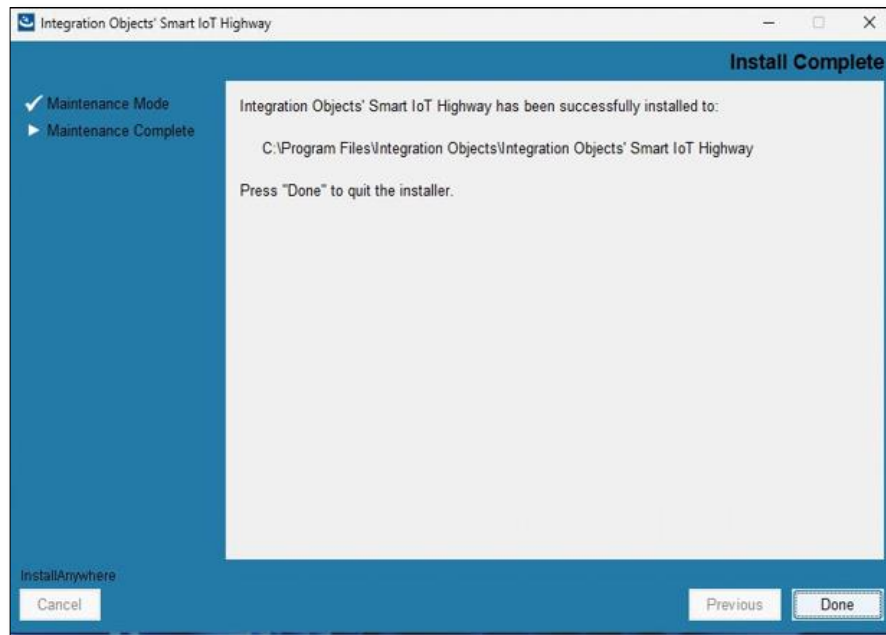 Integration Objects' Smart IoT Highway
Install Complete
Maintenance Mode
Maintenance Complete
Integration Objects' Smart IoT Highway has been successfully installed to:
C:\Program Files\Integration Objects\Integration Objects' Smart IoT Highway
Press "Done" to quit the installer.
InstallAnywhere
Cancel
Previous
Done